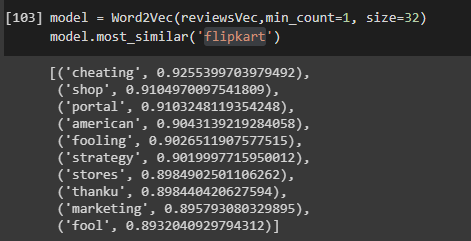 [103] model = Word2Vec(reviewsVec,min_count=1, size=32)
model.most_similar('flipkart')
[('cheating', 0.9255399703979492),
('shop', 0.9104970097541809),
('portal', 0.9103248119354248),
('american', 0.9043139219284058),
('fooling', 0.9026511907577515),
('strategy', 0.9019997715950012),
('stores', 0.8984902501106262),
('thanku', 0.898440420627594),
('marketing', 0.895793080329895),
('fool', 0.8932040929794312)]